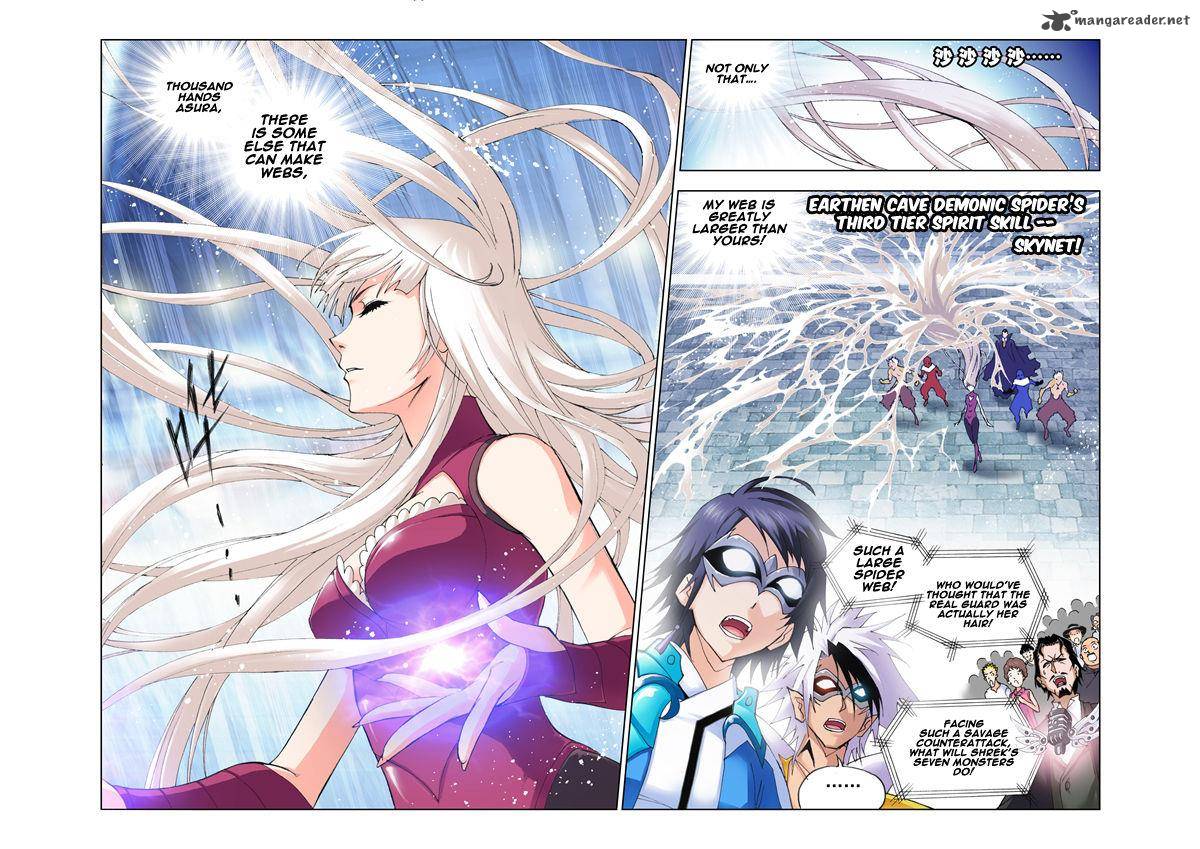 mangareader.net
THOUSAND
HANDS
ASURA,
THERE
IS SOME
ELSE THAT
CAN MAKE
WEBS,
NOT ONLY
THAT....
沙沙沙沙……
MY WEB IS
GREATLY
LARGER THAN
YOURS!
EARTHEN CAVE DEMONIC SPIDER'S
THIRD TIER SPIRIT SKILL --
SKYNET!
SUCH A
LARGE
SPIDER
WEB!
WHO WOULD'VE
THOUGHT THAT THE
REAL GUARD WAS
ACTUALLY HER
HAIR!
FACING
SUCH A SAVAGE
COUNTERATTACK,
WHAT WILL SHREK'S
SEVEN MONSTERS
DO!
......